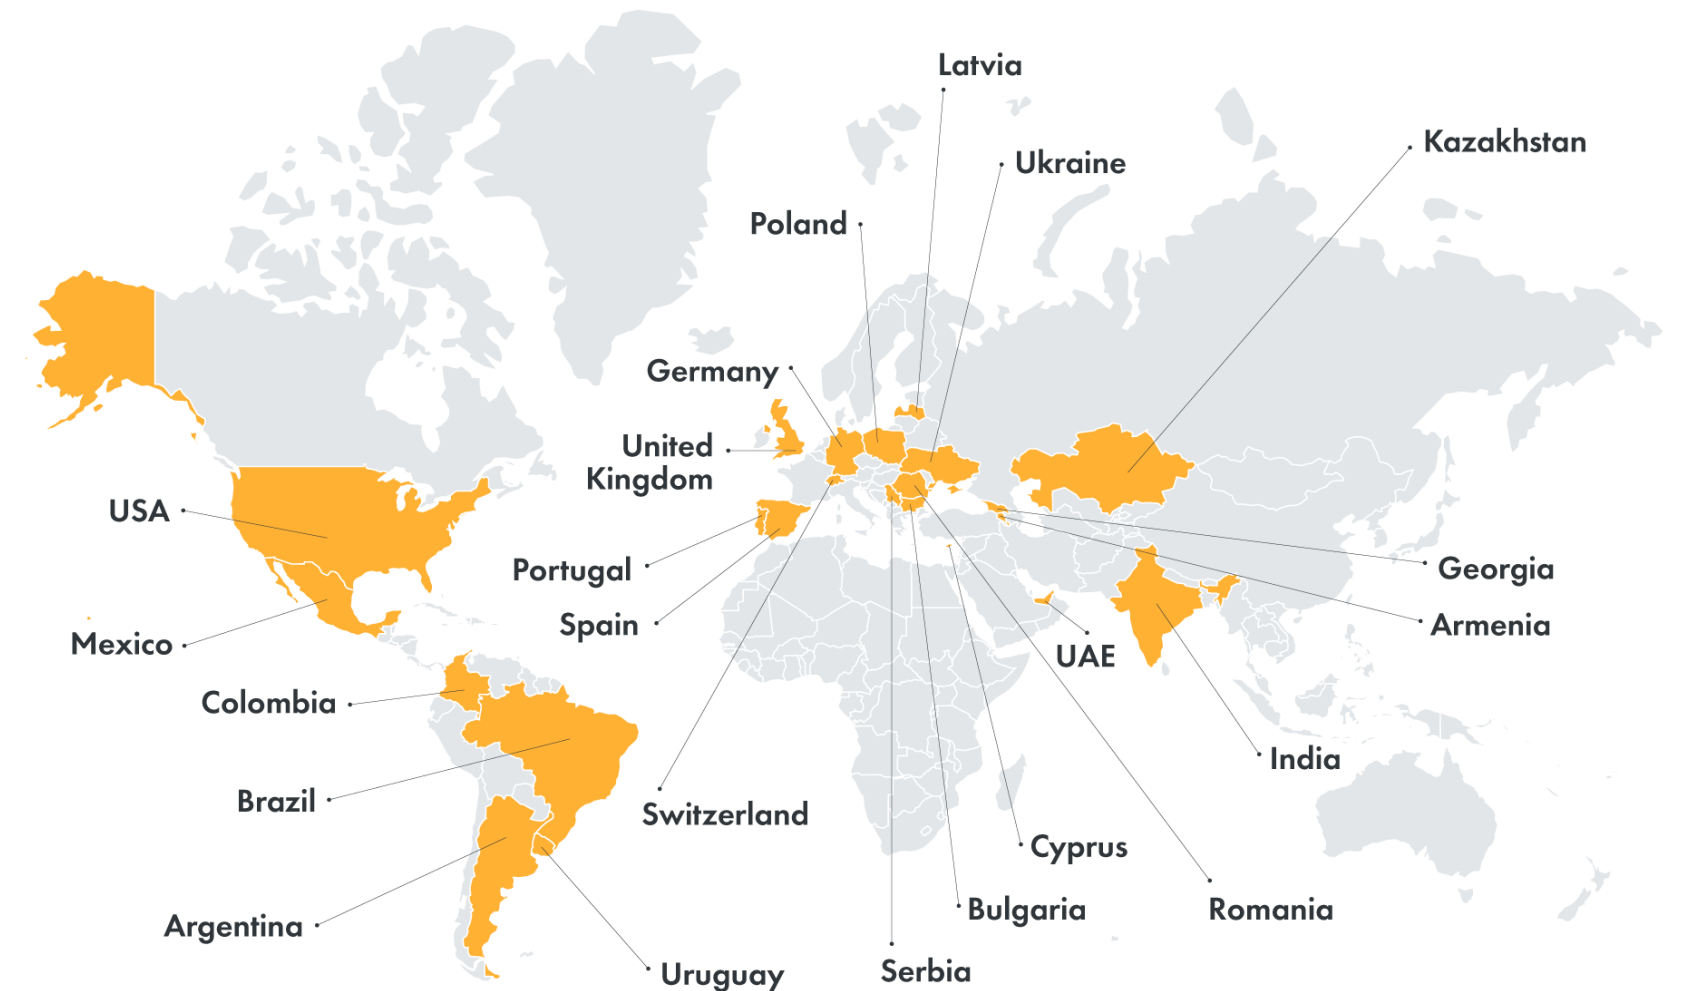 Latvia
Kazakhstan
Ukraine
Poland
Germany
United
Kingdom
USA
Portugal
Georgia
Spain
Armenia
Mexico
UAE
Colombia
India
Brazil
Switzerland
Cyprus
Bulgaria
Romania
Argentina
Serbia
Uruguay